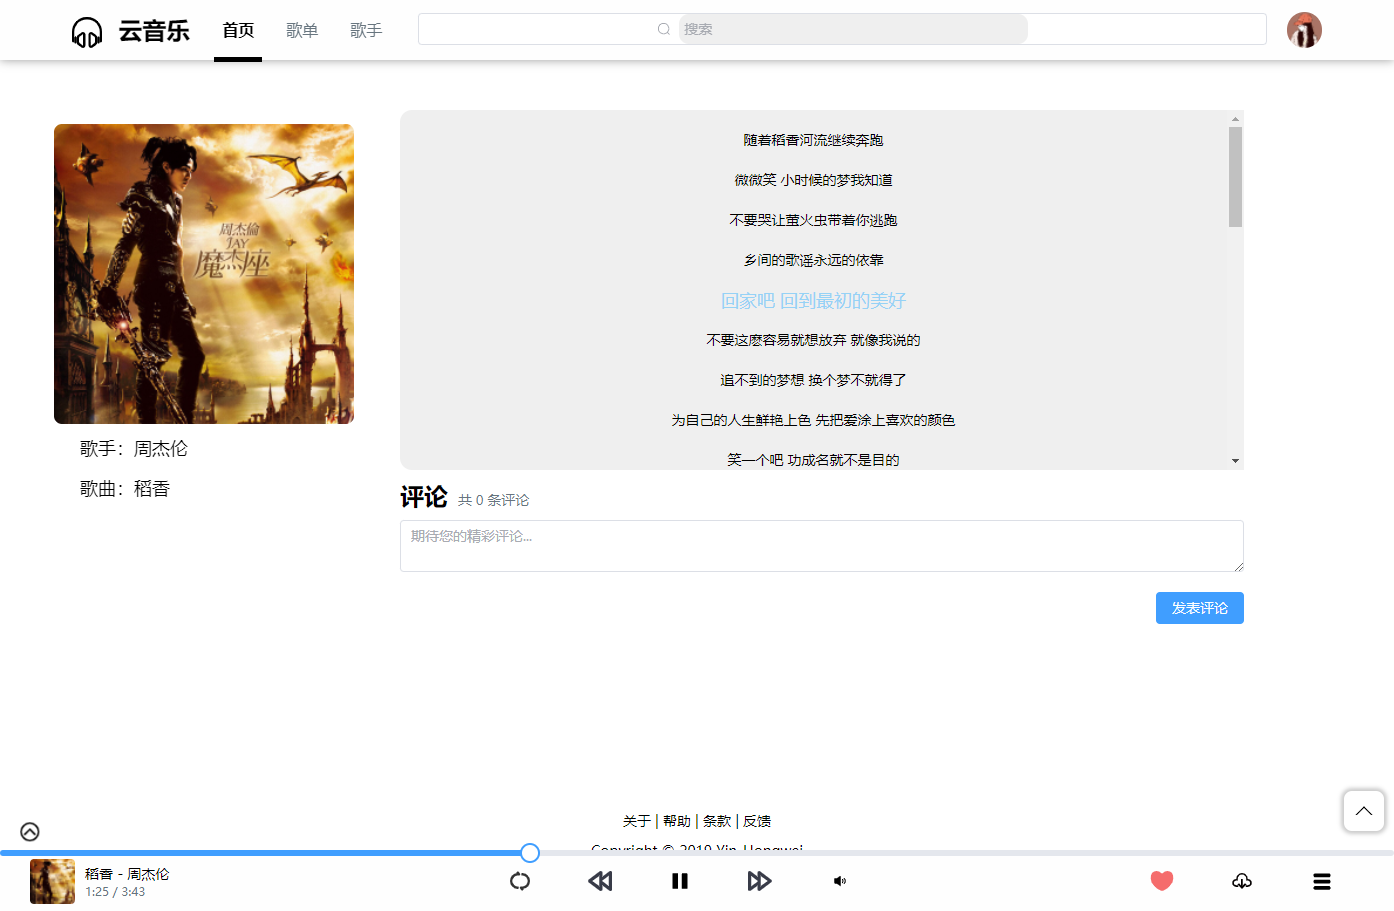 云音乐 首页 歌单 歌手 搜索
周杰倫
JAY
魔杰座
随着稻香河流继续奔跑
微微笑 小时候的梦我知道
不要哭让萤火虫带着你逃跑
乡间的歌谣永远的依靠
回家吧 回到最初的美好
不要这麽容易就想放弃 就像我说的
追不到的梦想 换个梦不就得了
为自己的人生鲜艳上色 先把爱涂上喜欢的颜色
笑一个吧 功成名就不是目的
歌手：周杰伦
歌曲：稻香
评论 共 0 条评论
期待您的精彩评论...
发表评论
关于 | 帮助 | 条款 | 反馈
Copyright © 2019 Yin-Hongwei
稻香 - 周杰伦
1:25 / 3:43